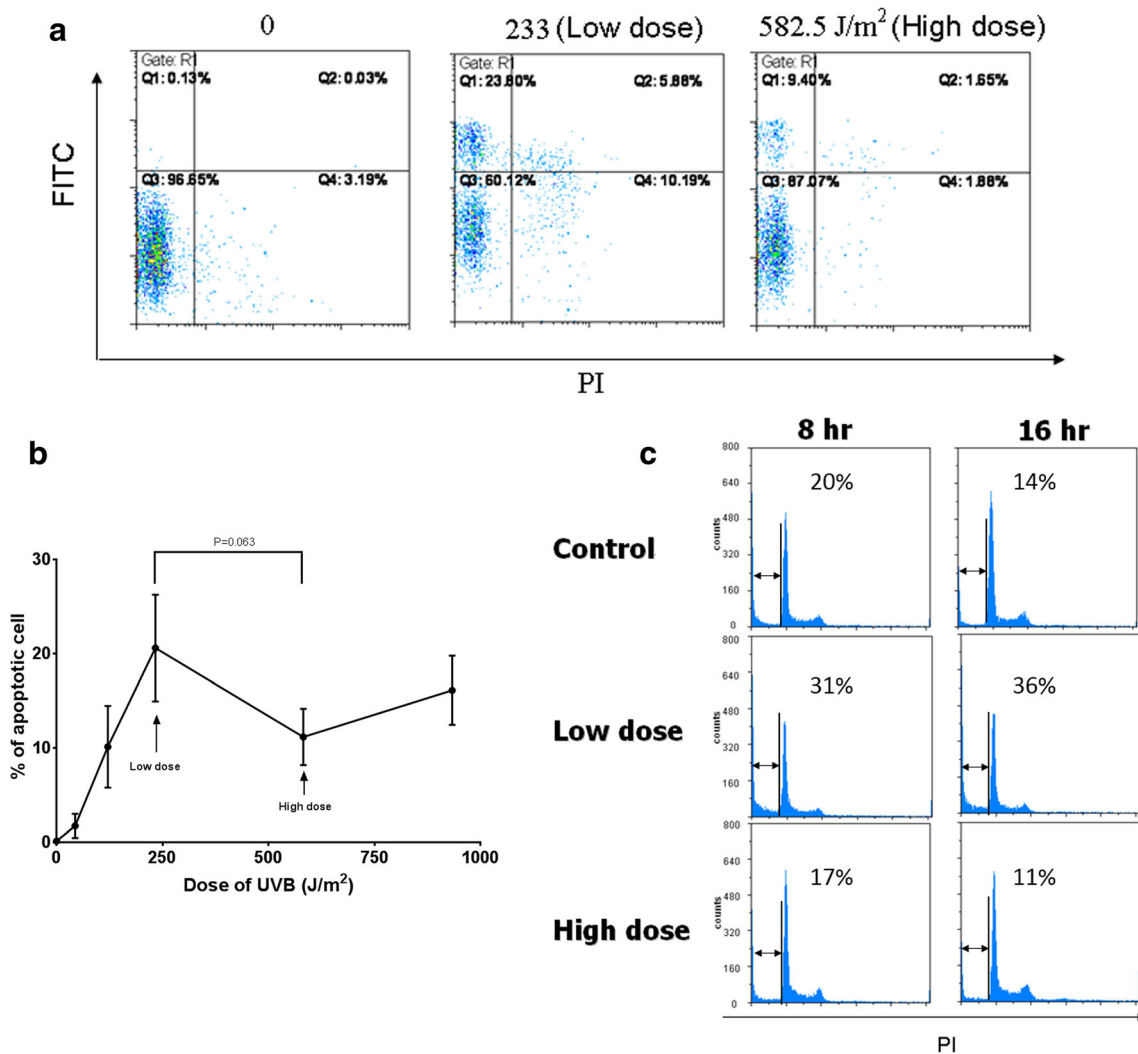 a
0
233 (Low dose)
582.5 J/m² (High dose)
Gate: R1
Q1: 0.13%
Q2: 0.03%
Q3: 96.65%
Q4: 3.19%
Gate: R1
Q1: 23.80%
Q2: 5.88%
Q3: 60.12%
Q4: 10.19%
Gate: R1
Q1: 9.40%
Q2: 1.65%
Q3: 87.07%
Q4: 1.88%
FITC
PI
b
P=0.063
30
20
10
0
% of apoptotic cell
Low dose
High dose
0 250 500 750 1000
Dose of UVB (J/m²)
c
8 hr
16 hr
Control
800
640
480
320
160
0
counts
20%
800
640
480
320
160
0
counts
14%
Low dose
800
640
480
320
160
0
counts
31%
800
640
480
320
160
0
counts
36%
High dose
800
640
480
320
160
0
counts
17%
800
640
480
320
160
0
counts
11%
PI